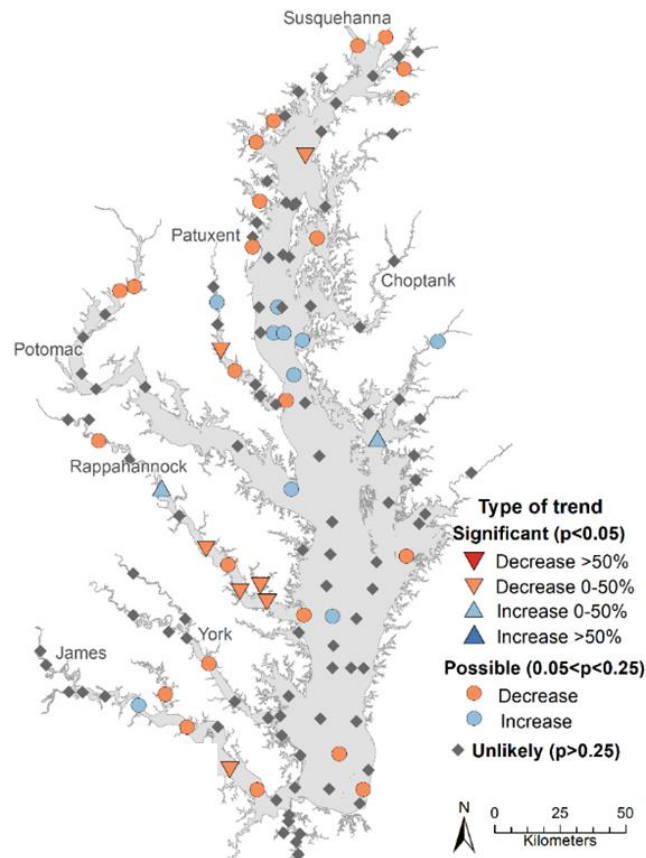 Susquehanna
Patuxent
Choptank
Potomac
Rappahannock
York
James
Type of trend
Significant (p<0.05)
Decrease >50%
Decrease 0-50%
Increase 0-50%
Increase >50%
Possible (0.05<p<0.25)
Decrease
Increase
Unlikely (p>0.25)
N
0 25 50
Kilometers